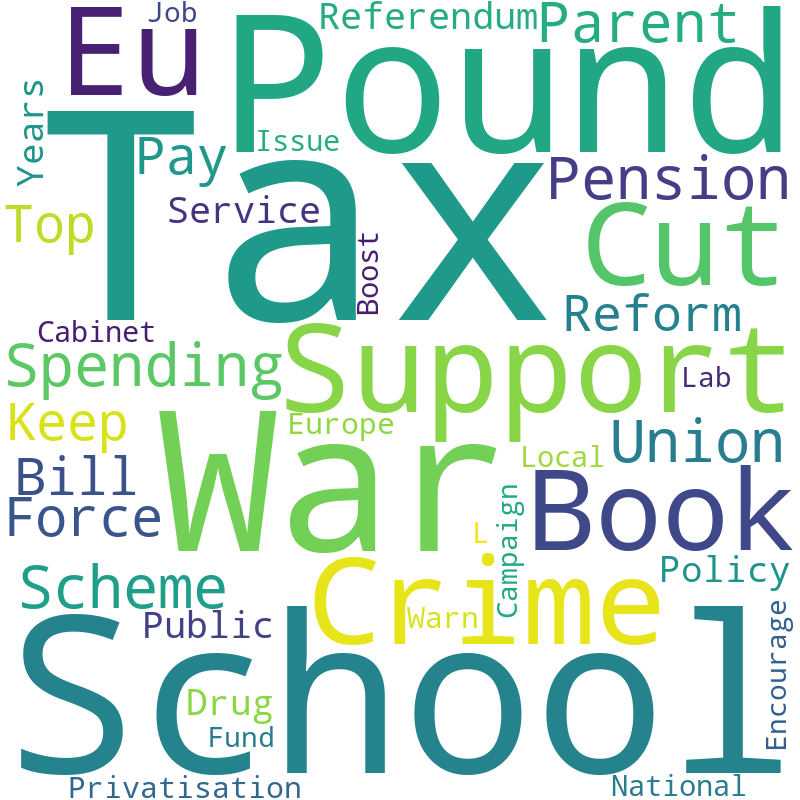 Job
Referendum
Parent
Eu
Pound
Years
Tax
Issue
Pay
Pension
Service
Top
Cut
Boost
Reform
Cabinet
Spending
Support
Lab
Keep
Europe
Union
War
Local
Bill
Book
Force
Campaign
L
Crime
Policy
Scheme
Warn
Public
Encourage
School
Drug
Fund
Privatisation
National